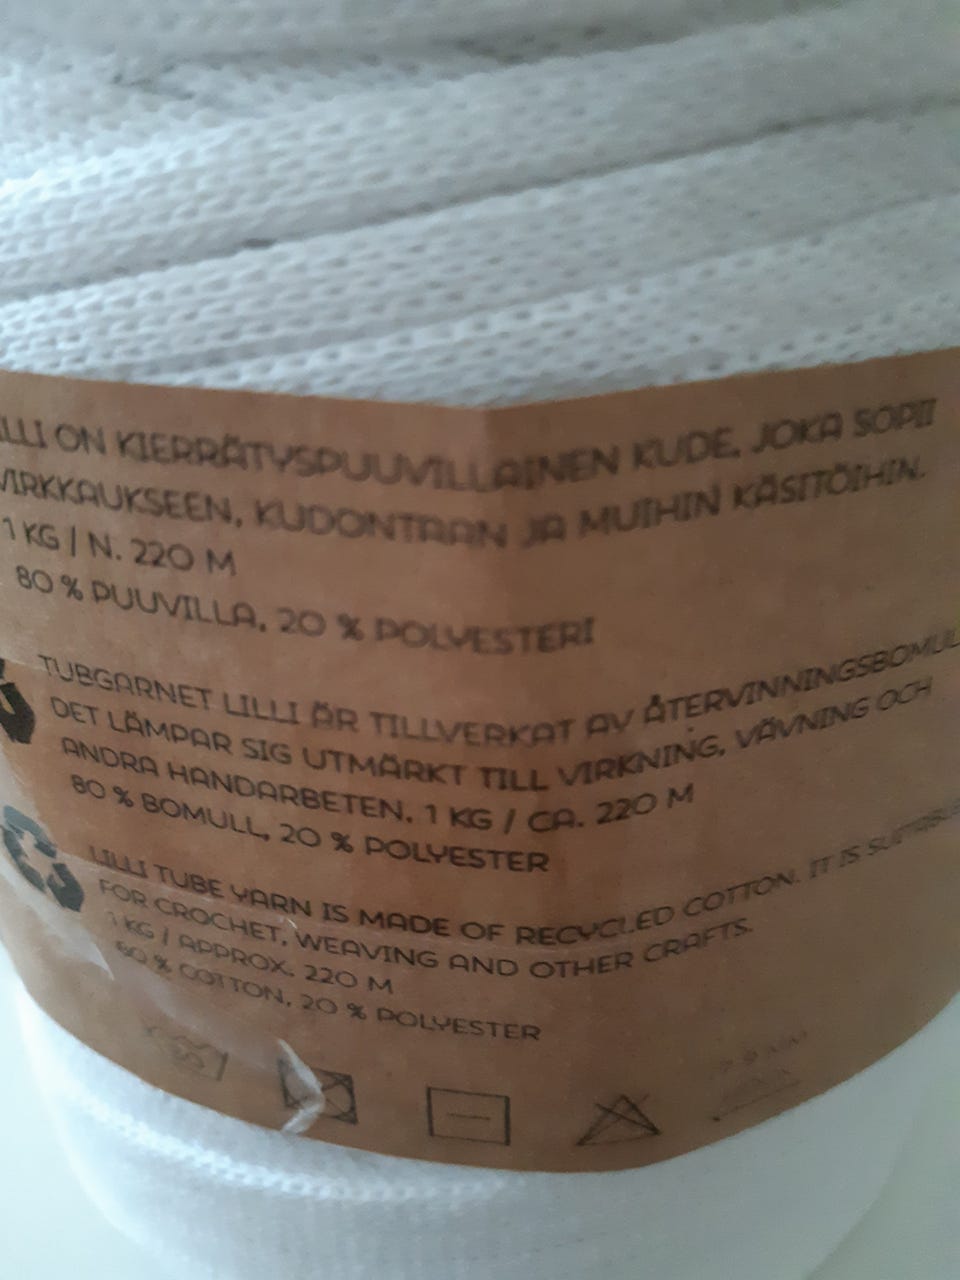 ILLI ON KIERRÄTYSPUUVILLAINEN KUDE, JOKA SOPII
VIRKKAUKSEEN, KUDONTAAN JA MUIHIN KÄSITÖIHIN.
1 KG / N. 220 M
80 % PUUVILLA, 20 % POLYESTERI
TUBGARNET LILLI ÄR TILLVERKAT AV ÅTERVINNINGSBOMUL
DET LÄMPAR SIG UTMÄRKT TILL VIRKNING, VÄVNING OCH
ANDRA HANDARBETEN. 1 KG / CA. 220 M
80 % BOMULL, 20 % POLYESTER
LILLI TUBE YARN IS MADE OF RECYCLED COTTON. IT IS SUITABLE
FOR CROCHET, WEAVING AND OTHER CRAFTS.
1 KG / APPROX. 220 M
80 % COTTON, 20 % POLYESTER